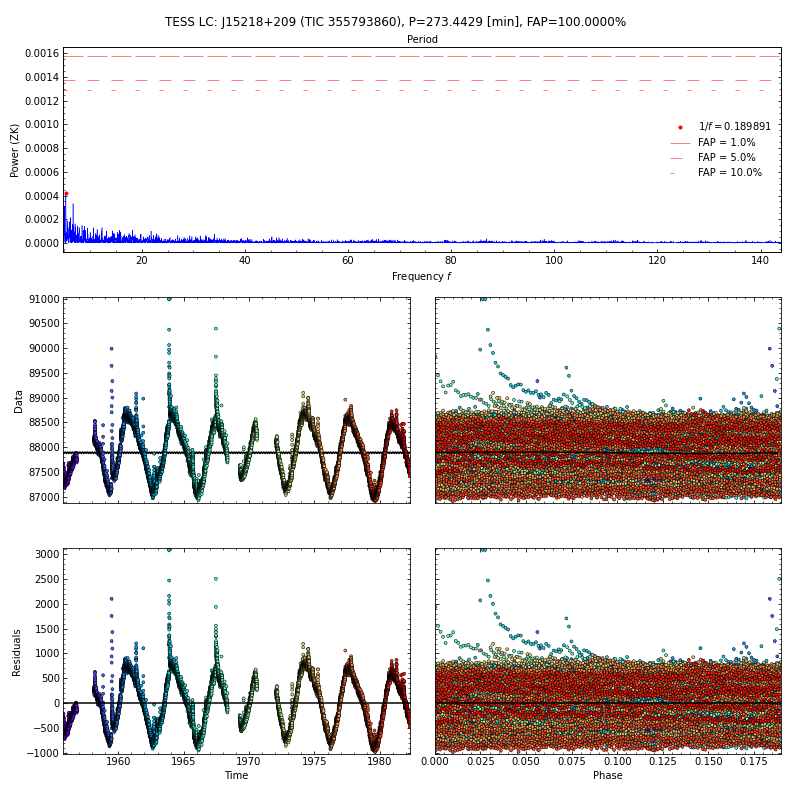 TESS LC: J15218+209 (TIC 355793860), P=273.4429 [min], FAP=100.0000%
Period
0.0016
0.0014
0.0012
0.0010
0.0008
0.0006
0.0004
0.0002
0.0000
Power (ZK)
1/f = 0.189891
FAP = 1.0%
FAP = 5.0%
FAP = 10.0%
20 40 60 80 100 120 140
Frequency f
91000
90500
90000
89500
89000
88500
88000
87500
87000
Data
3000
2500
2000
1500
1000
500
0
−500
−1000
Residuals
1960 1965 1970 1975 1980
Time
0.000 0.025 0.050 0.075 0.100 0.125 0.150 0.175
Phase